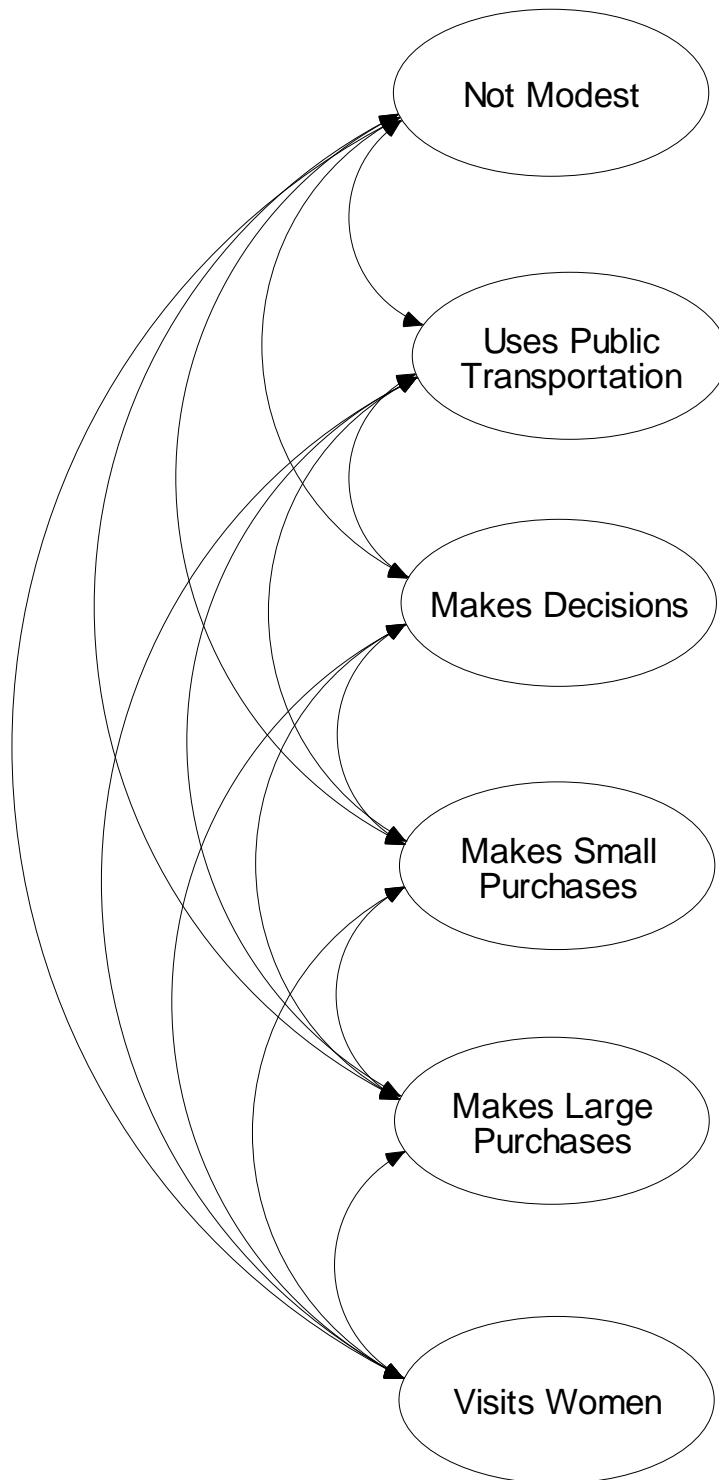 Not Modest
Uses Public
Transportation
Makes Decisions
Makes Small
Purchases
Makes Large
Purchases
Visits Women